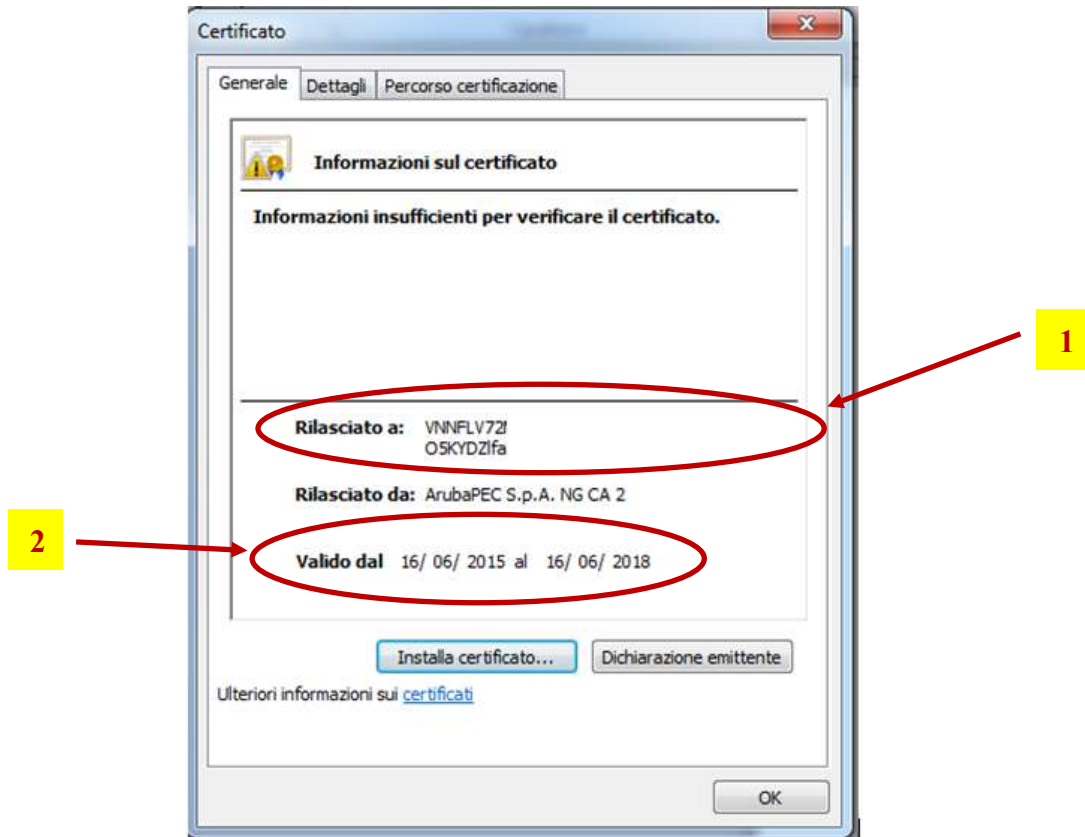 Certificato
Generale Dettagli Percorso certificazione
Informazioni sul certificato
Informazioni insufficienti per verificare il certificato.
1
Rilasciato a: VNNFLV72
O5KYDZlfa
Rilasciato da: ArubaPEC S.p.A. NG CA 2
2
Valido dal 16/ 06/ 2015 al 16/ 06/ 2018
Installa certificato... Dichiarazione emittente
Ulteriori informazioni sui certificati
OK